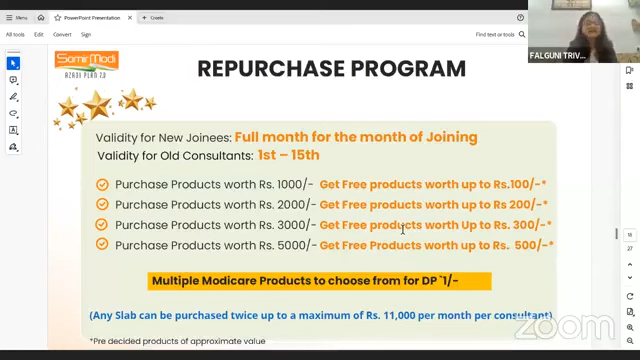 Menu
PowerPoint Presentation
Create
All tools
Edit
Convert
Sign
Find text or tools
FALGUNI TRIV...
Samir Modi
AZADI PLAN 2.0
REPURCHASE PROGRAM
Validity for New Joinees: Full month for the month of Joining
Validity for Old Consultants: 1st – 15th
Purchase Products worth Rs. 1000/- Get Free products worth up to Rs.100/-*
Purchase Products worth Rs. 2000/- Get Free products worth up to Rs 200/-*
Purchase Products worth Rs. 3000/- Get Free products worth Up to Rs. 300/-*
Purchase Products worth Rs. 5000/- Get Free Products worth up to Rs. 500/-*
Multiple Modicare Products to choose from for DP `1/-
(Any Slab can be purchased twice up to a maximum of Rs. 11,000 per month per consultant)
*Pre decided products of approximate value
18
27
zoom